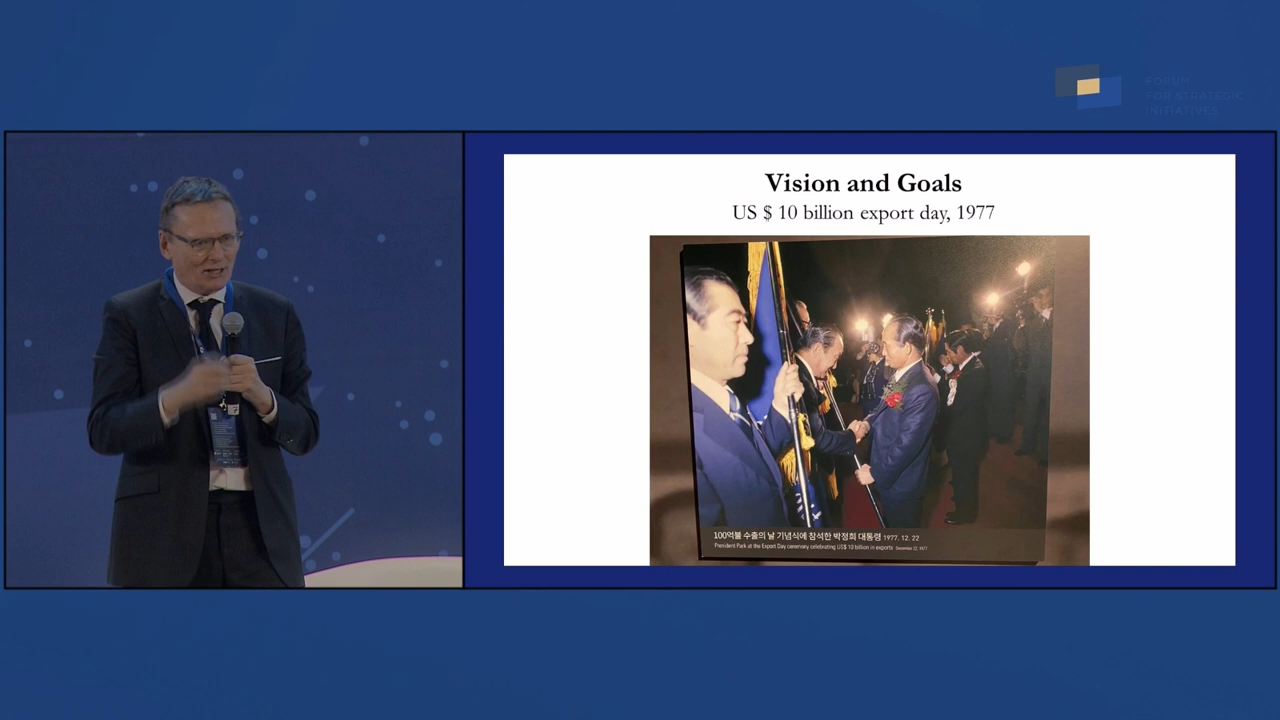 FORUM
FOR STRATEGIC
INITIATIVES
Vision and Goals
US $ 10 billion export day, 1977
100억불 수출의 날 기념식에 참석한 박정희 대통령 1977. 12. 22
President Park at the Export Day ceremony celebrating US$ 10 billion in exports December 22, 1977